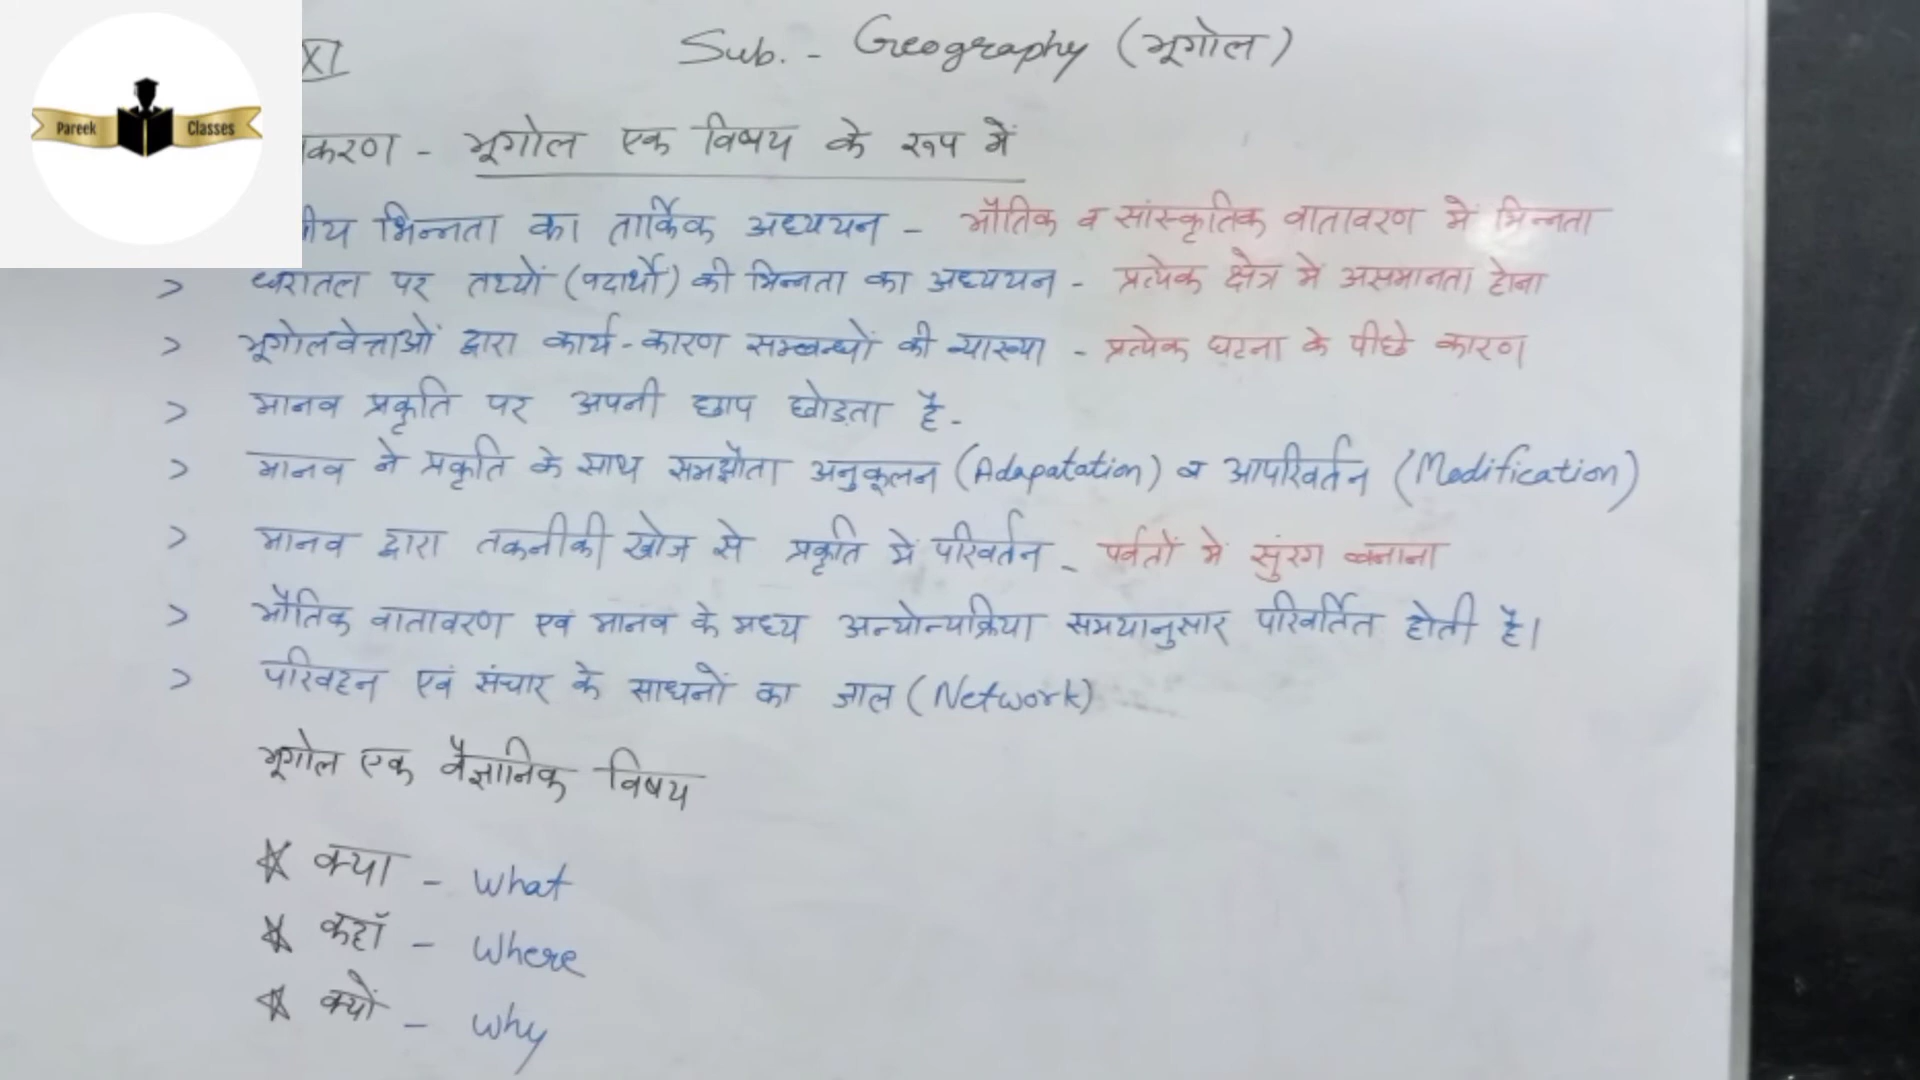 Pareek Classes
XI
Sub. - Geography (भूगोल)
करण - भूगोल एक विषय के रूप में
ीय भिन्नता का तार्किक अध्ययन - भौतिक व सांस्कृतिक वातावरण में भिन्नता
> धरातल पर तथ्यों (पदार्थों) की भिन्नता का अध्ययन - प्रत्येक क्षेत्र में असमानता होना
> भूगोलवेत्ताओं द्वारा कार्य-कारण सम्बन्धों की व्याख्या - प्रत्येक घटना के पीछे कारण
> मानव प्रकृति पर अपनी छाप छोड़ता है -
> मानव ने प्रकृति के साथ समझौता अनुकूलन (Adapatation) व आपरिवर्तन (Modification)
> मानव द्वारा तकनीकी खोज से प्रकृति में परिवर्तन - पर्वतों में सुंरग बनाना
> भौतिक वातावरण एवं मानव के मध्य अन्योन्यक्रिया समयानुसार परिवर्तित होती है।
> परिवहन एवं संचार के साधनों का जाल (Network)
भूगोल एक वैज्ञानिक विषय
☆ क्या - What
☆ कहाँ - Where
☆ क्यों - Why